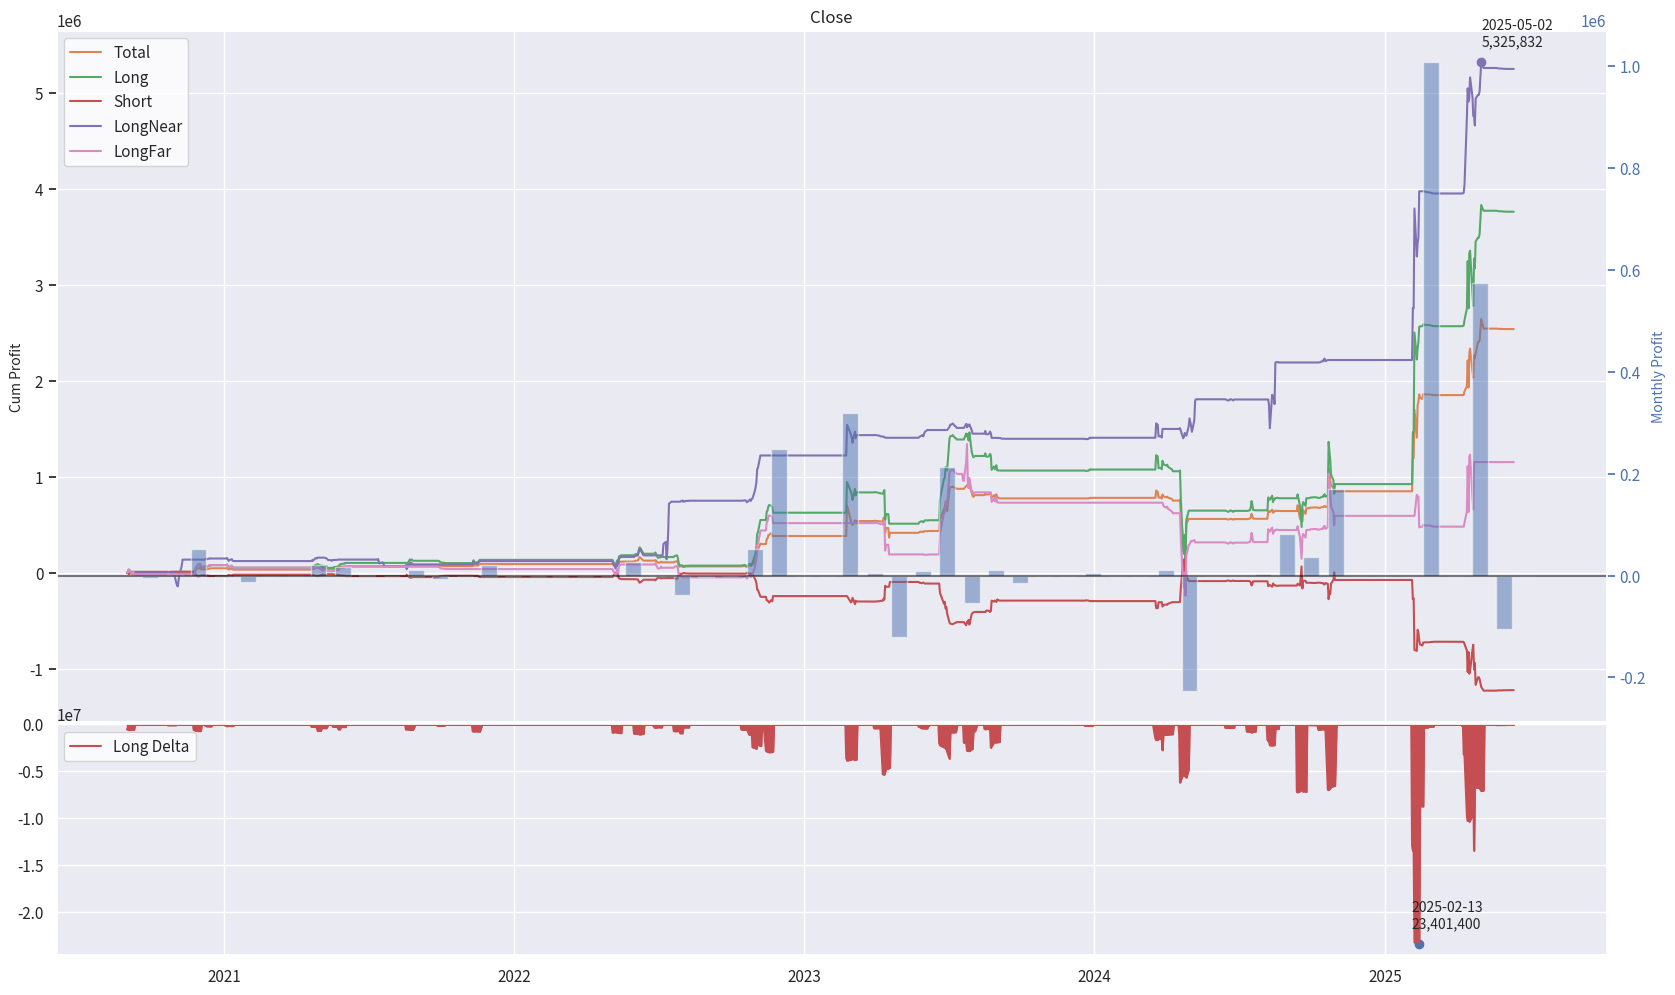 Close
1e6
1e6
2025-05-02
5,325,832
Total
Long
Short
LongNear
LongFar
5
4
3
2
1
0
-1
Cum Profit
1.0
0.8
0.6
0.4
0.2
0.0
-0.2
Monthly Profit
1e7
Long Delta
0.0
-0.5
-1.0
-1.5
-2.0
2025-02-13
23,401,400
2021
2022
2023
2024
2025